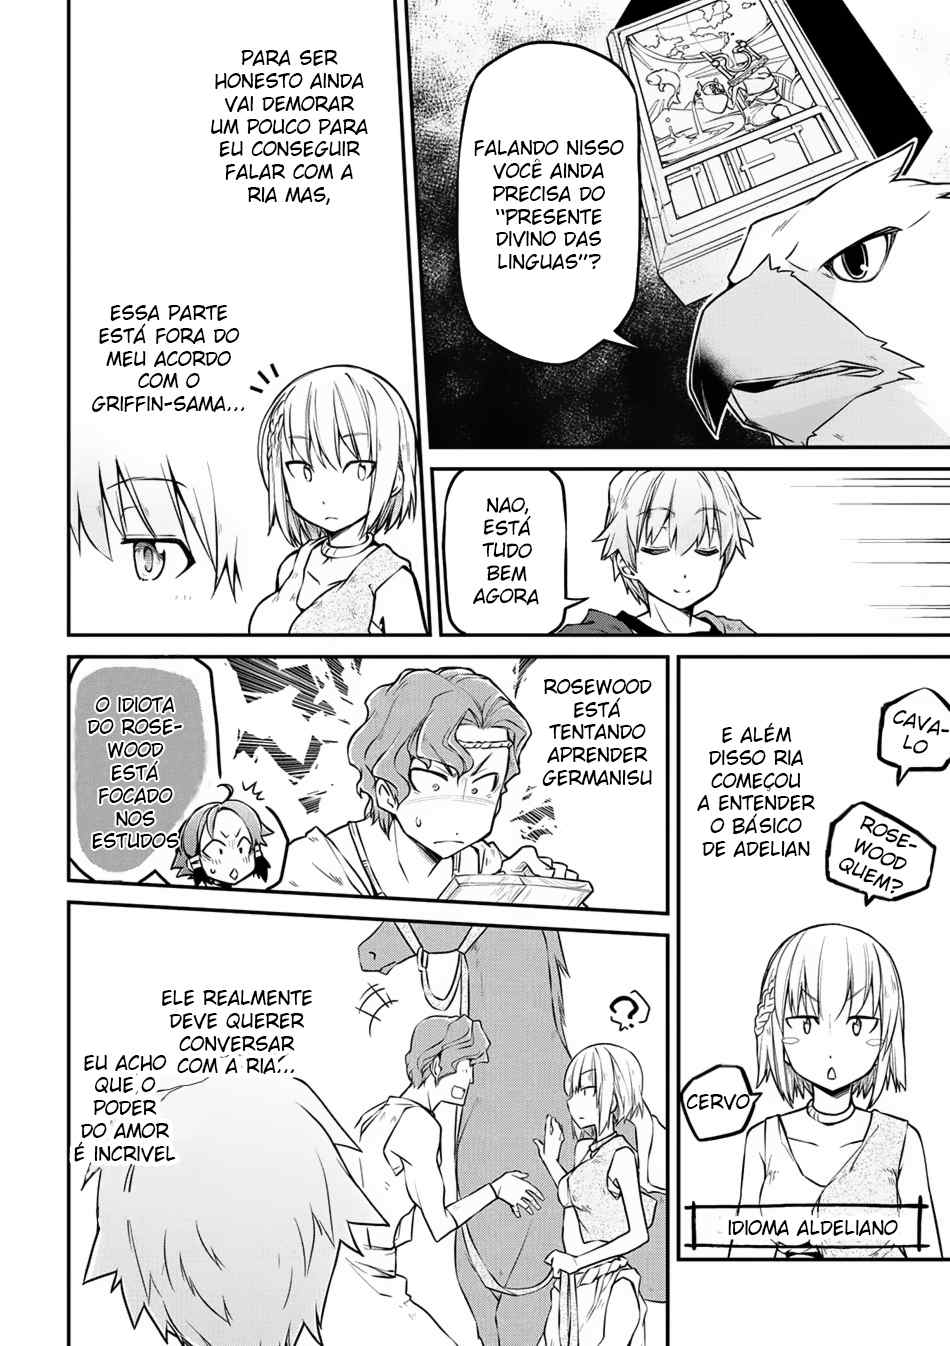 FALANDO NISSO
VOCÊ AINDA
PRECISA DO
"PRESENTE
DIVINO DAS
LINGUAS"?
NAO,
ESTÁ
TUDO
BEM
AGORA
PARA SER
HONESTO AINDA
VAI DEMORAR
UM POUCO PARA
EU CONSEGUIR
FALAR COM A
RIA MAS,
ESSA PARTE
ESTÁ FORA DO
MEU ACORDO
COM O
GRIFFIN-SAMA...
CAVA-
LO
E ALÉM
DISSO RIA
COMEÇOU
A ENTENDER
O BÁSICO
DE ADELIAN
ROSE-
WOOD
QUEM?
CERVO
IDIOMA ALDELIANO
ROSEWOOD
ESTÁ
TENTANDO
APRENDER
GERMANISU
O IDIOTA
DO ROSE-
WOOD
ESTÁ
FOCADO
NOS
ESTUDOS
?
ELE REALMENTE
DEVE QUERER
CONVERSAR
COM A RIA...
EU ACHO
QUE O
PODER
DO AMOR
É INCRIVEL